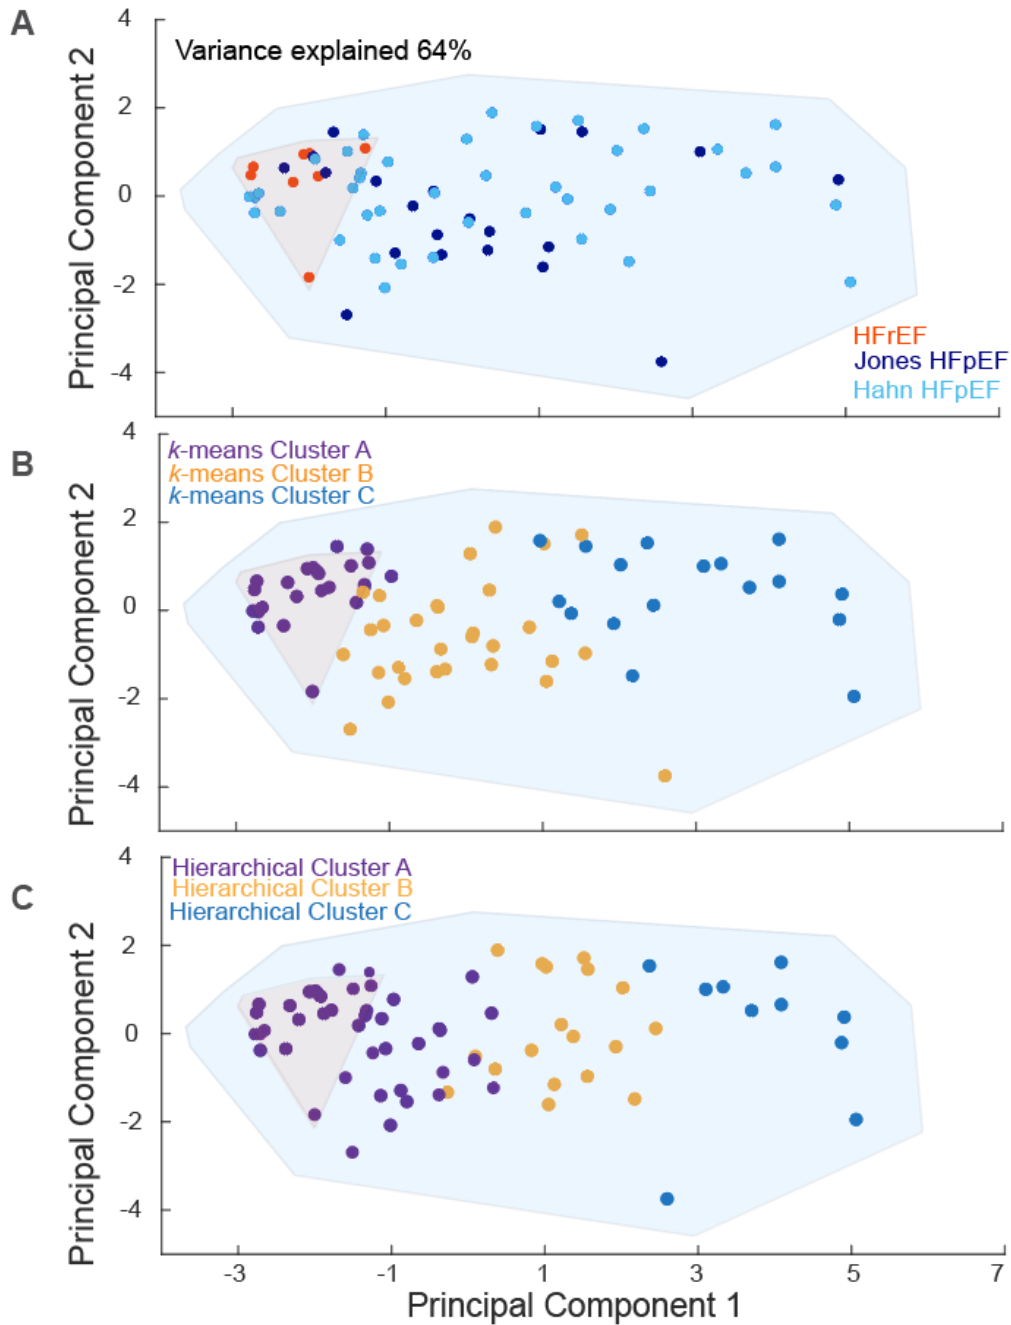 A
Principal Component 2
4
2
0
-2
-4
Variance explained 64%
HFrEF
Jones HFpEF
Hahn HFpEF
B
Principal Component 2
4
2
0
-2
-4
k-means Cluster A
k-means Cluster B
k-means Cluster C
C
Principal Component 2
4
2
0
-2
-4
Hierarchical Cluster A
Hierarchical Cluster B
Hierarchical Cluster C
-3 -1 1 3 5 7
Principal Component 1